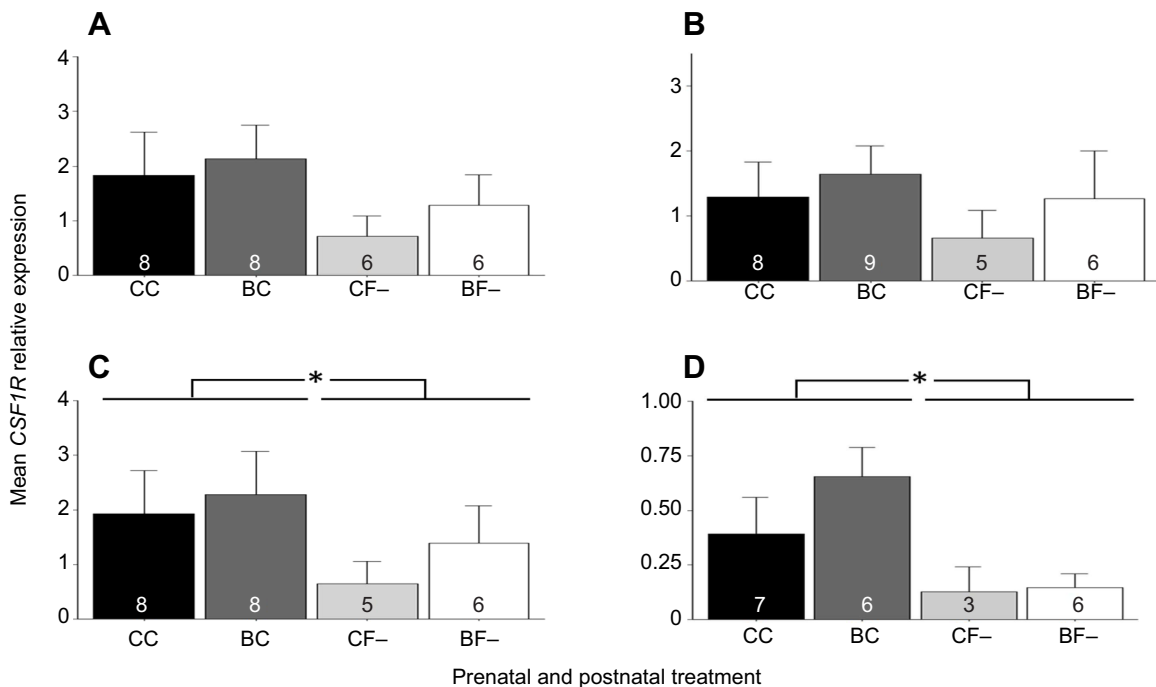 A
4
3
2
1
0
8
8
6
6
CC
BC
CF–
BF–
B
3
2
1
0
8
9
5
6
CC
BC
CF–
BF–
Mean CSF1R relative expression
C
*
4
3
2
1
0
8
8
5
6
CC
BC
CF–
BF–
D
*
1.00
0.75
0.50
0.25
0
7
6
3
6
CC
BC
CF–
BF–
Prenatal and postnatal treatment